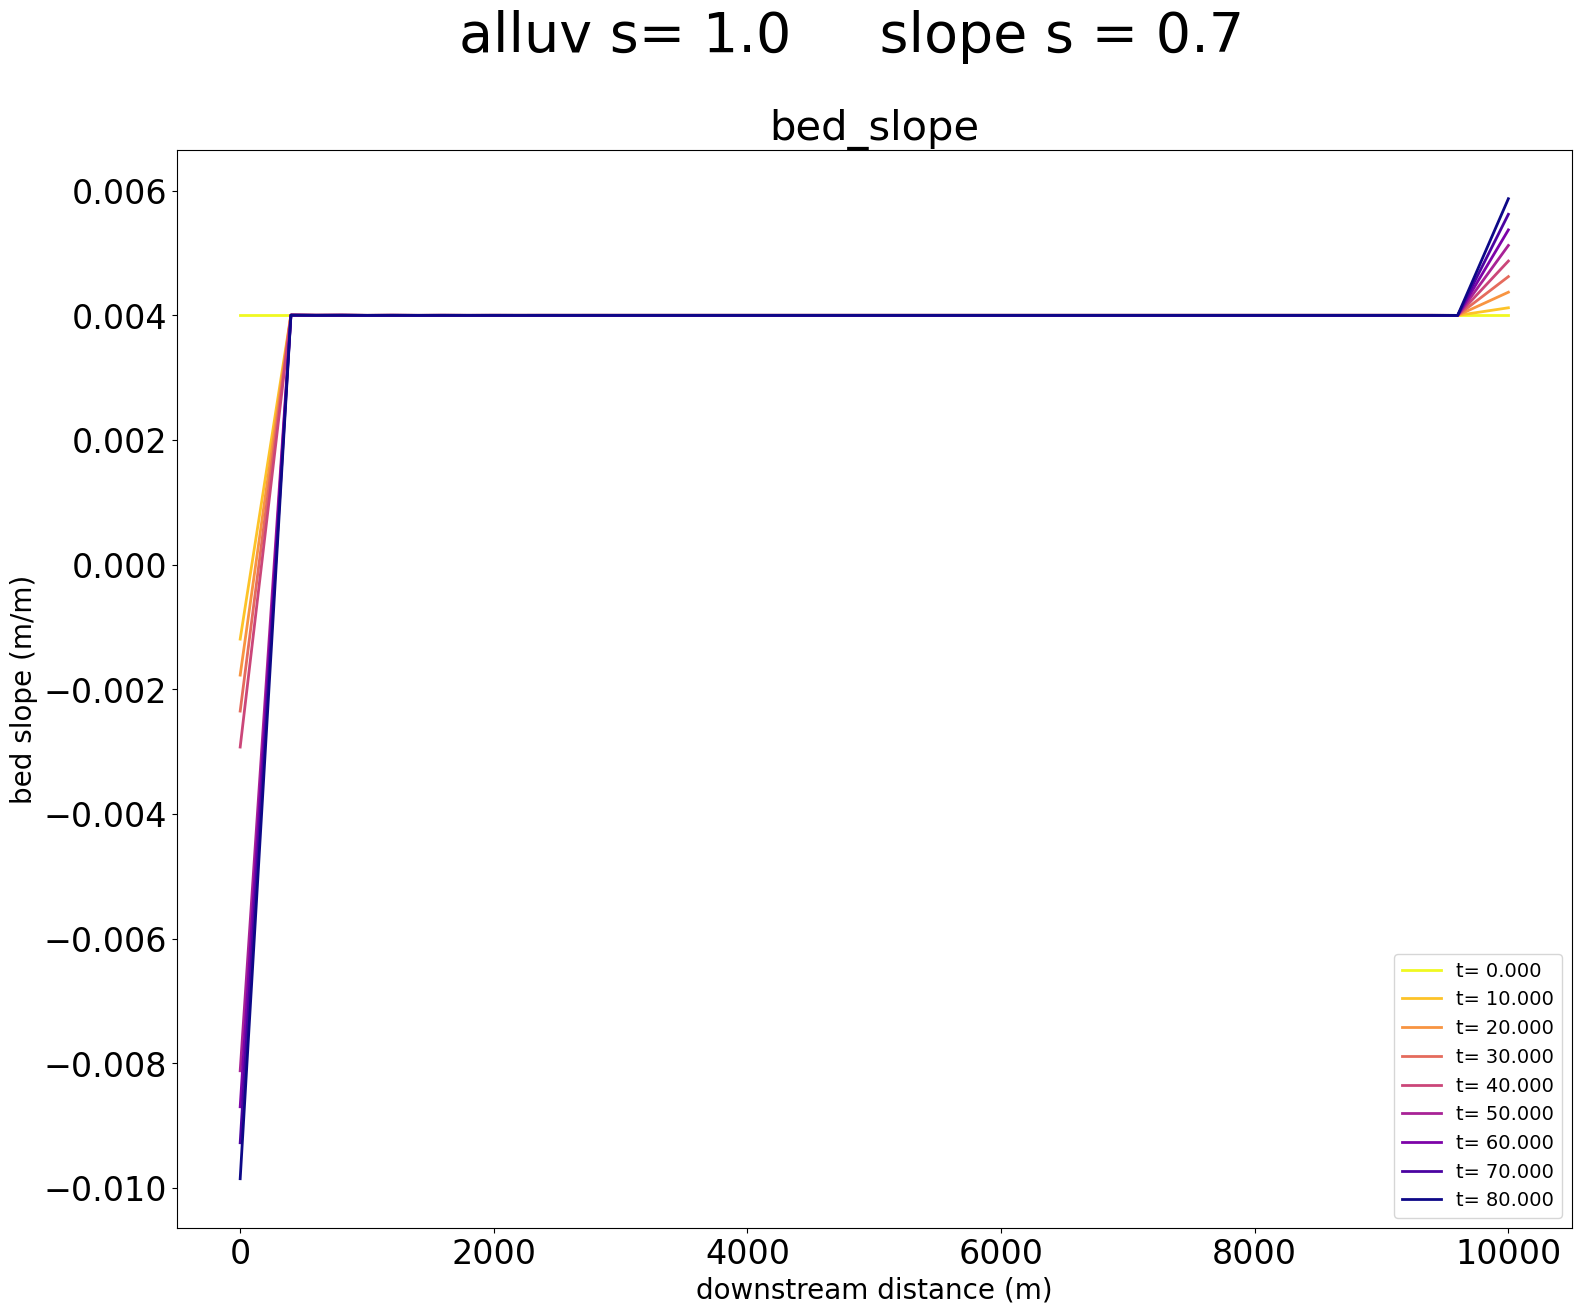 alluv s= 1.0     slope s = 0.7
bed_slope
bed slope (m/m)
0.006
0.004
0.002
0.000
−0.002
−0.004
−0.006
−0.008
−0.010
t= 0.000
t= 10.000
t= 20.000
t= 30.000
t= 40.000
t= 50.000
t= 60.000
t= 70.000
t= 80.000
0 2000 4000 6000 8000 10000
downstream distance (m)